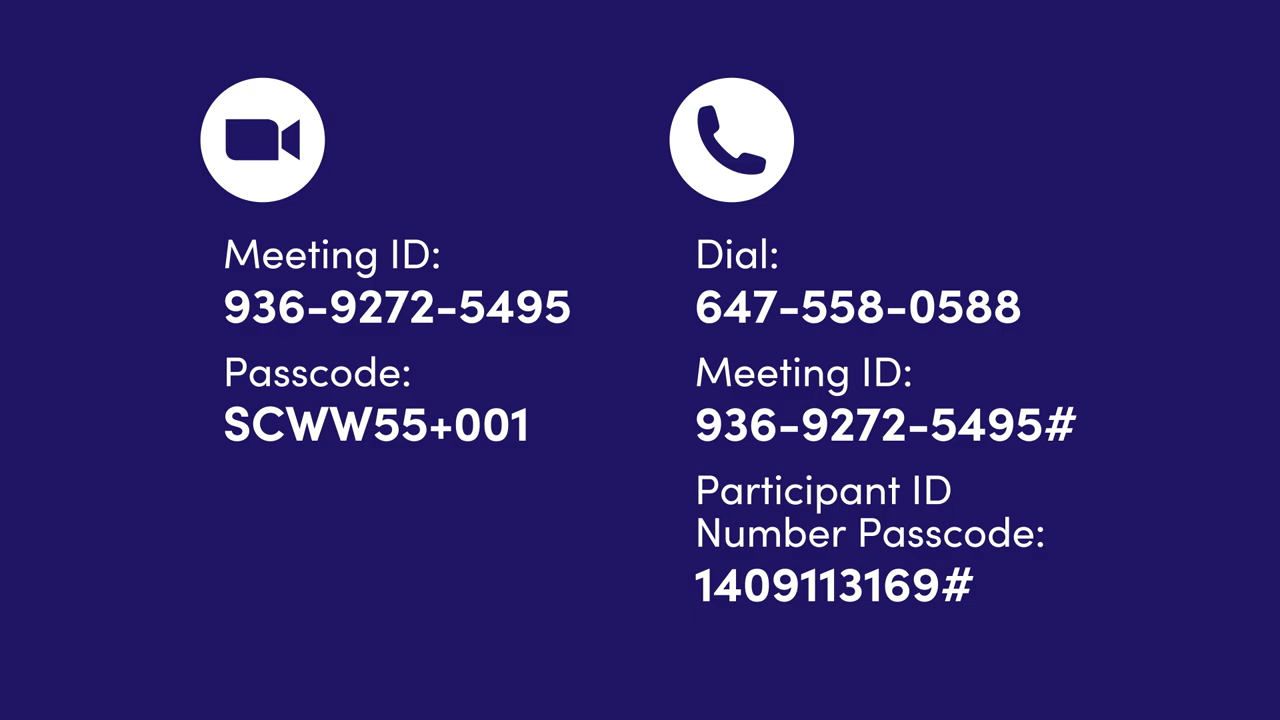 Meeting ID:
936-9272-5495
Passcode:
SCWW55+001
Dial:
647-558-0588
Meeting ID:
936-9272-5495#
Participant ID
Number Passcode:
1409113169#